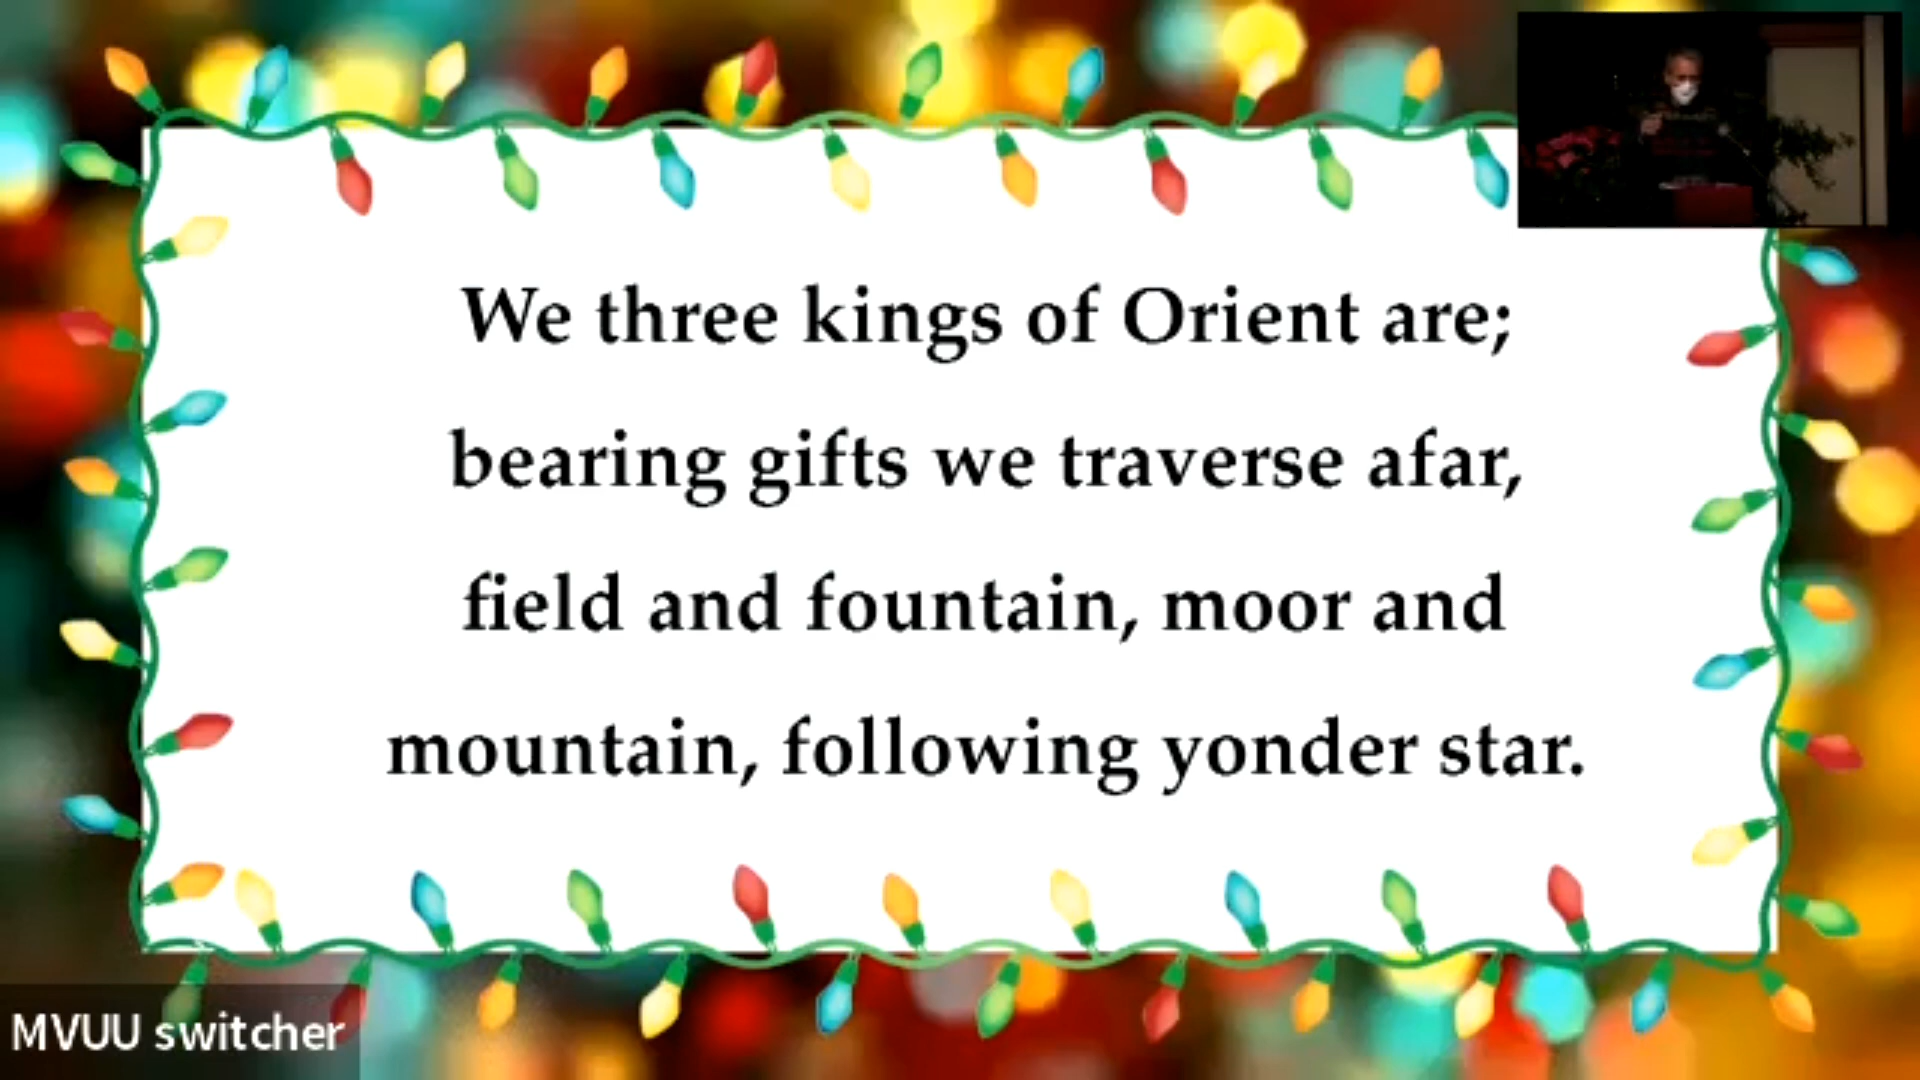 We three kings of Orient are;
bearing gifts we traverse afar,
field and fountain, moor and
mountain, following yonder star.
MVUU switcher